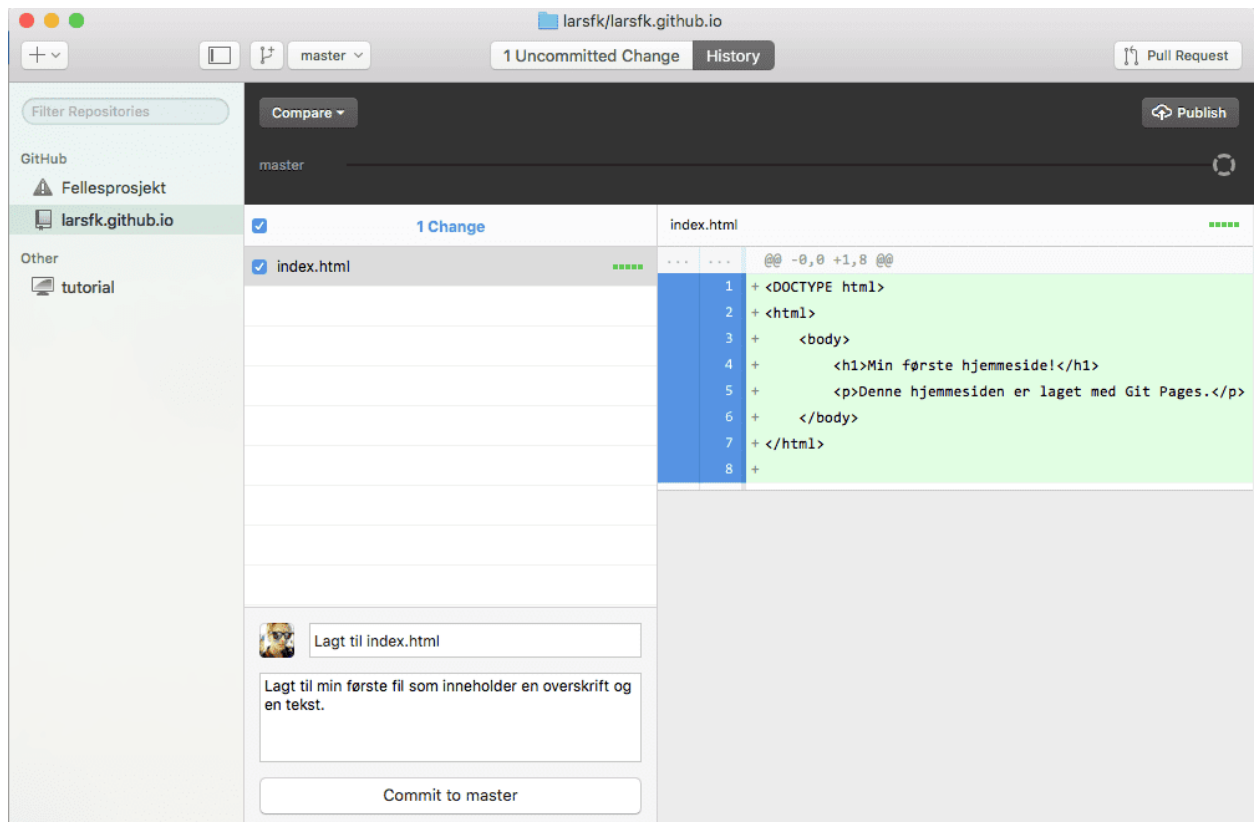 larsfk/larsfk.github.io
master
1 Uncommitted Change
History
Pull Request
Filter Repositories
GitHub
Fellesprosjekt
larsfk.github.io
Other
tutorial
Compare
Publish
master
1 Change
index.html
Lagt til index.html
Lagt til min første fil som inneholder en overskrift og
en tekst.
Commit to master
index.html
... ... @@ -0,0 +1,8 @@
1 + <DOCTYPE html>
2 + <html>
3 +     <body>
4 +         <h1>Min første hjemmeside!</h1>
5 +         <p>Denne hjemmesiden er laget med Git Pages.</p>
6 +     </body>
7 + </html>
8 +